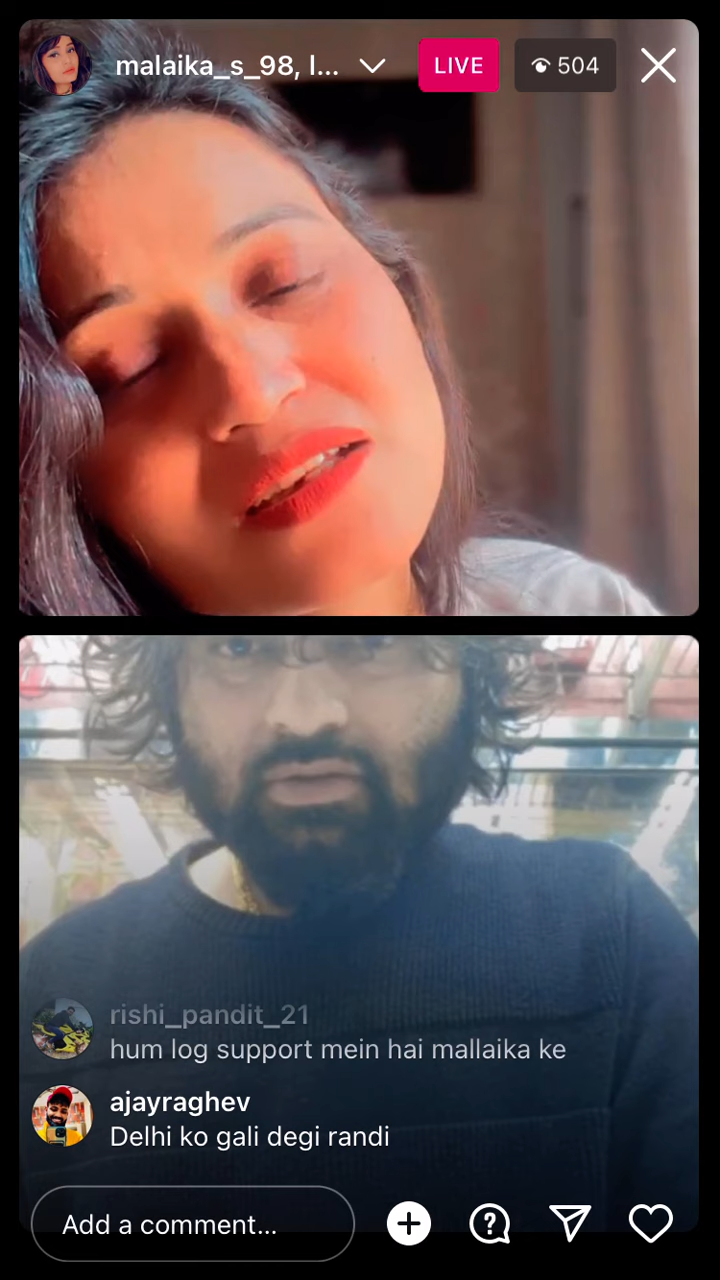 malaika_s_98, l...
LIVE
504
rishi_pandit_21
hum log support mein hai mallaika ke
ajayraghev
Delhi ko gali degi randi
Add a comment...